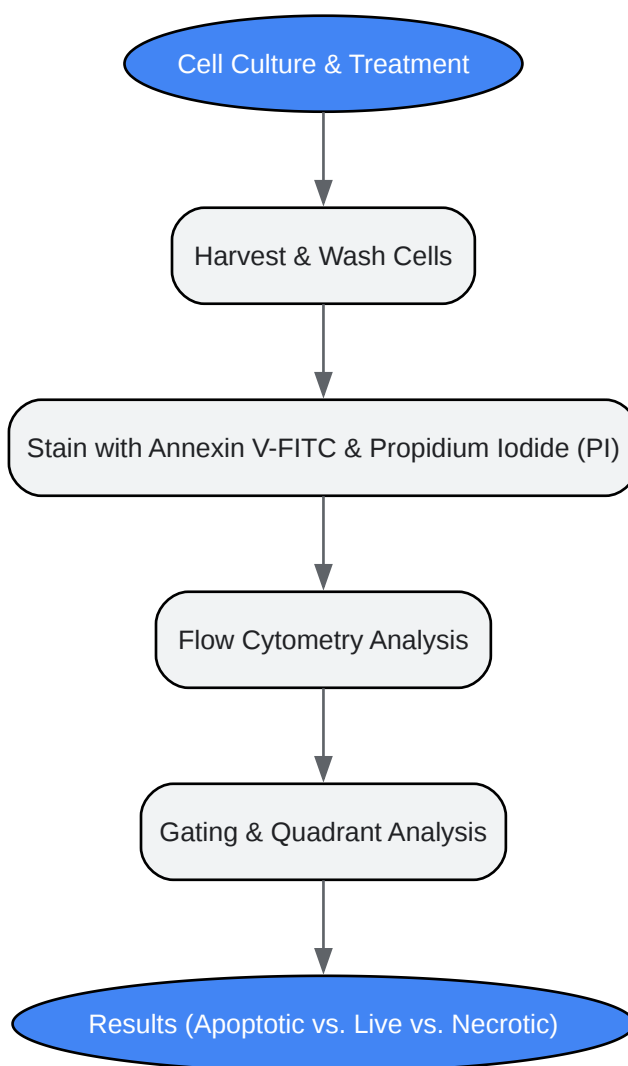 Cell Culture & Treatment
Harvest & Wash Cells
Stain with Annexin V-FITC & Propidium Iodide (PI)
Flow Cytometry Analysis
Gating & Quadrant Analysis
Results (Apoptotic vs. Live vs. Necrotic)